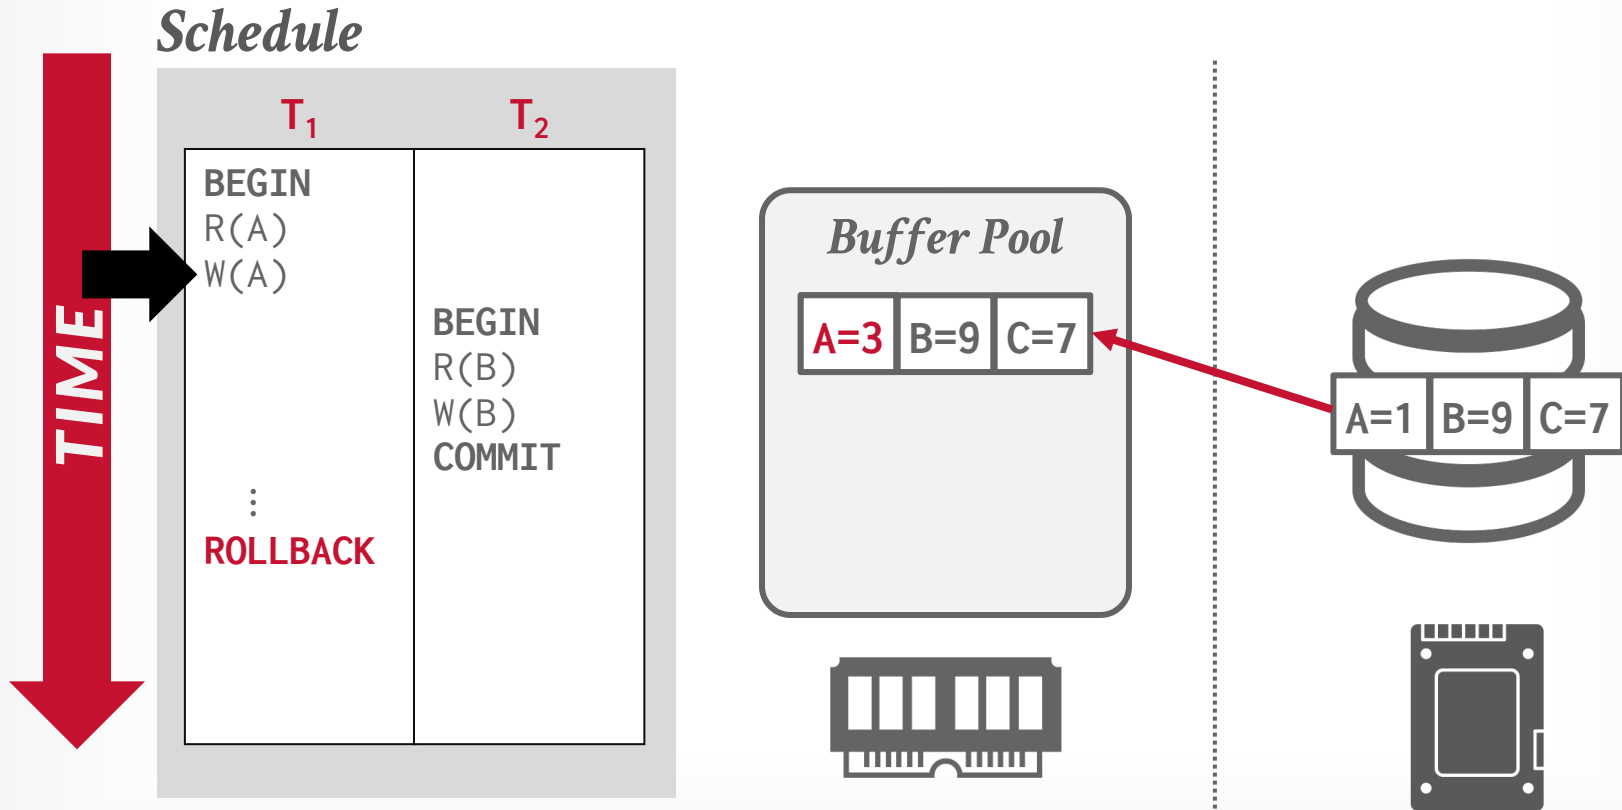 Schedule
TIME
T₁ T₂
BEGIN
R(A)
W(A)
BEGIN
R(B)
W(B)
COMMIT
⋮
ROLLBACK
Buffer Pool
A=3 B=9 C=7
A=1 B=9 C=7